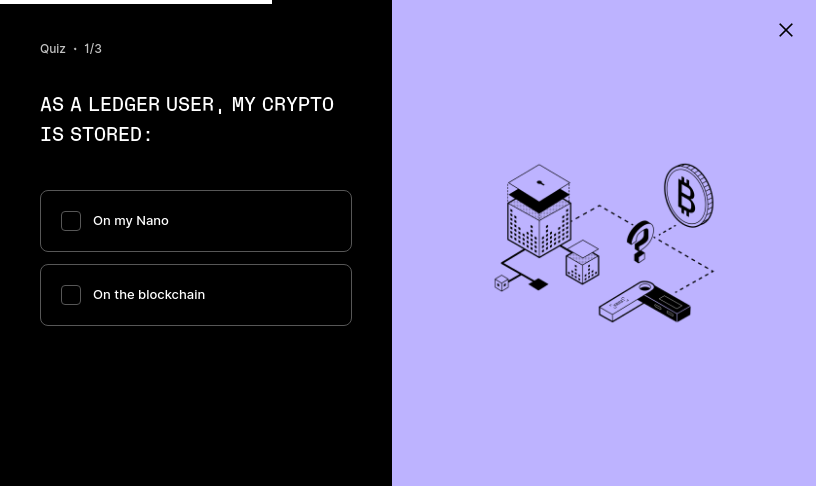 Quiz • 1/3
AS A LEDGER USER, MY CRYPTO
IS STORED:
On my Nano
On the blockchain